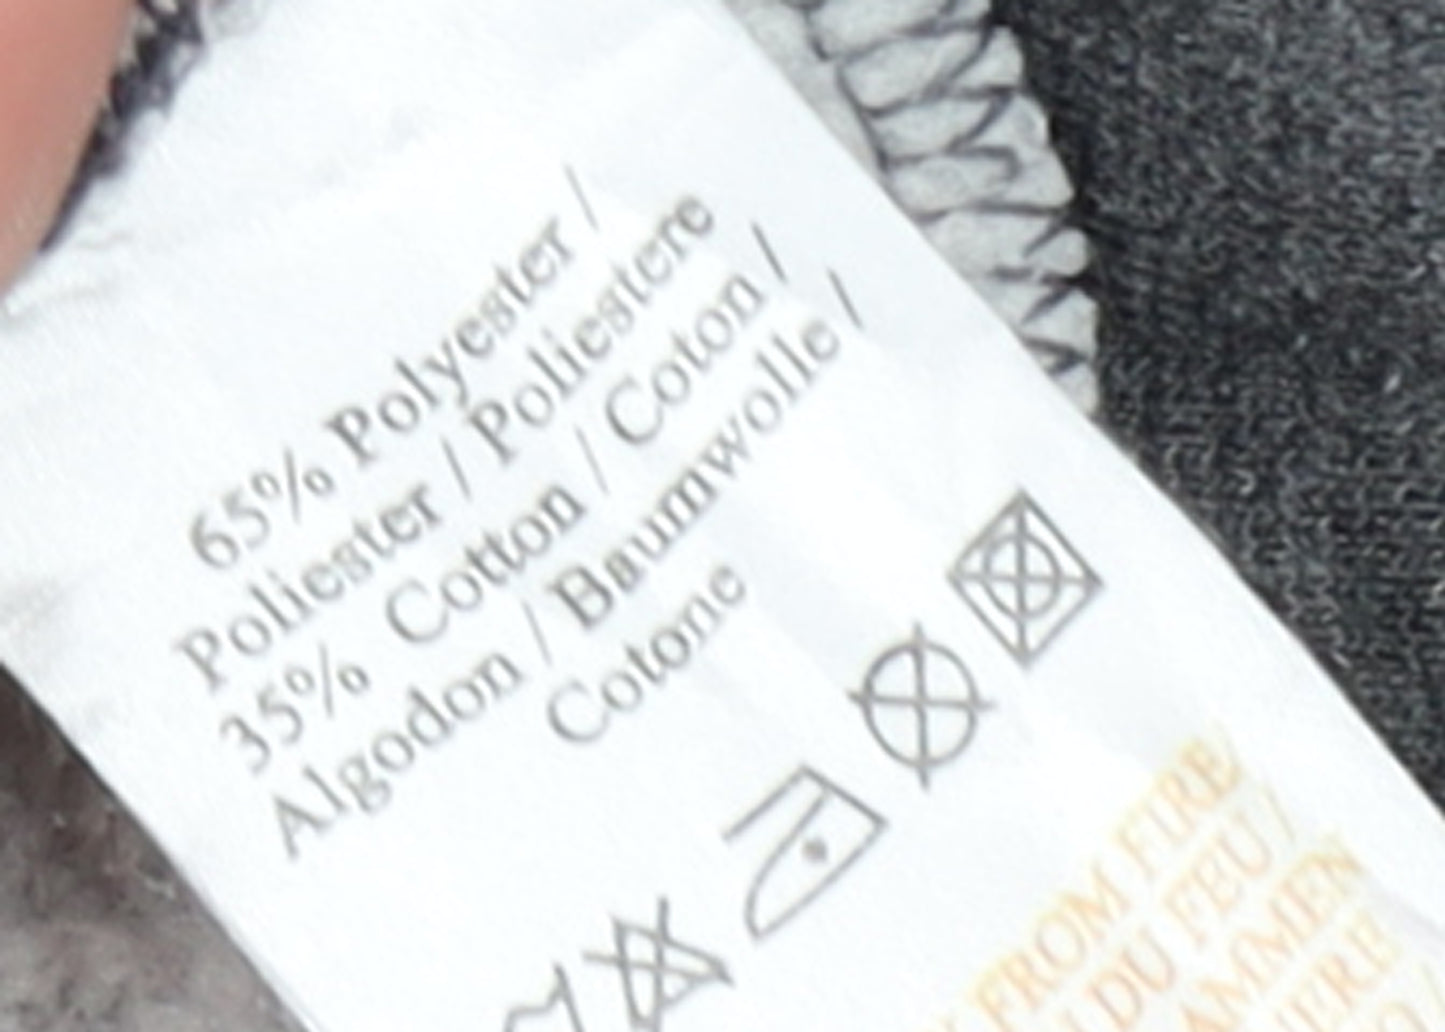 65% Polyester /
Poliester / Poliestere
35% Cotton / Coton /
Algodon / Baumwolle /
Cotone
FROM FIRE
DU FEU /